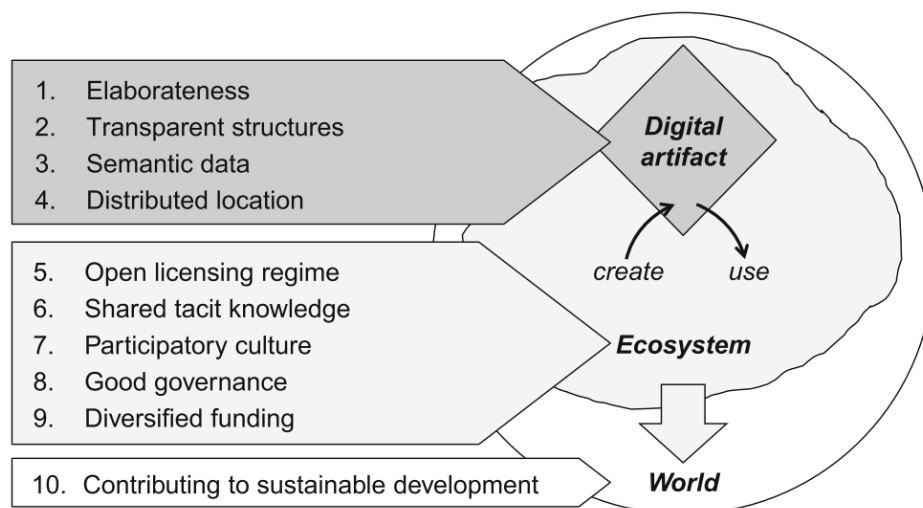 1. Elaborateness
2. Transparent structures
3. Semantic data
4. Distributed location
Digital
artifact
create
use
5. Open licensing regime
6. Shared tacit knowledge
7. Participatory culture
8. Good governance
9. Diversified funding
Ecosystem
10. Contributing to sustainable development
World